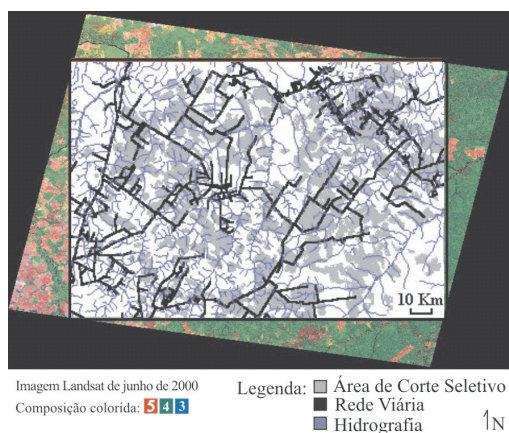 10 Km
Imagem Landsat de junho de 2000
Composição colorida: 5 4 3
Legenda:
Área de Corte Seletivo
Rede Viária
Hidrografia
N